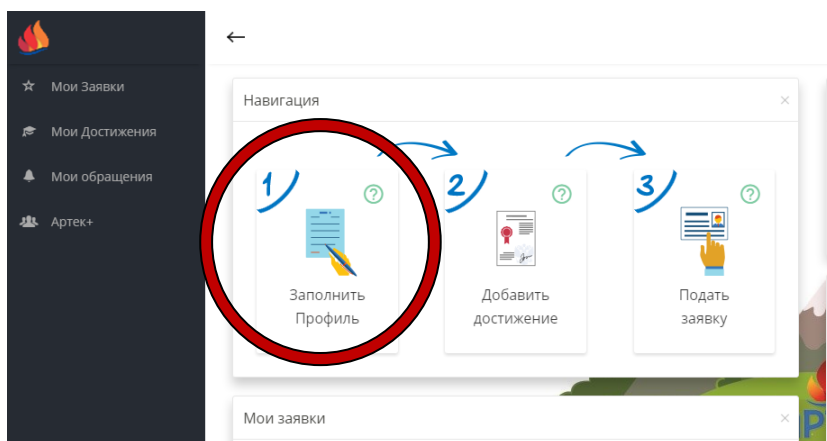 Мои Заявки
Мои Достижения
Мои обращения
Артек+
Навигация
1
2
3
Заполнить
Профиль
Добавить
достижение
Подать
заявку
Мои заявки